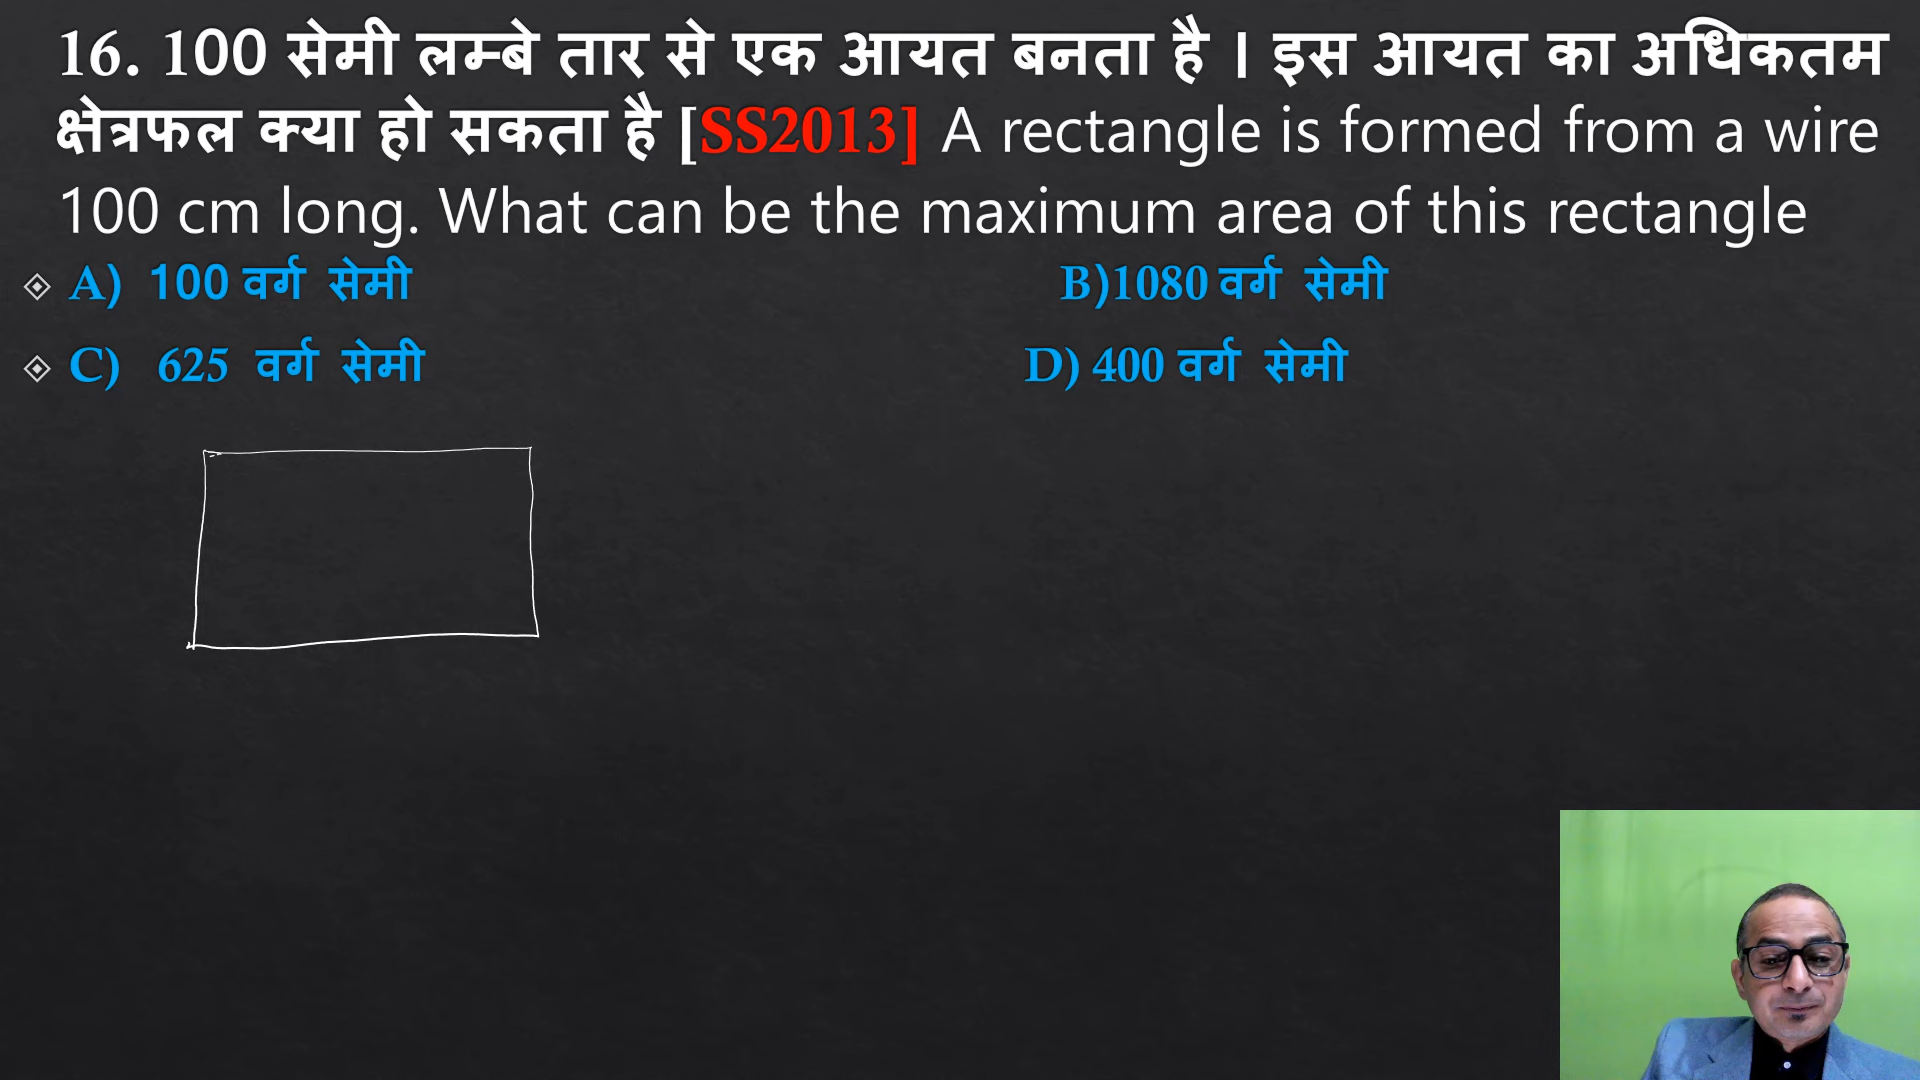 16. 100 सेमी लम्बे तार से एक आयत बनता है । इस आयत का अधिकतम
क्षेत्रफल क्या हो सकता है [SS2013] A rectangle is formed from a wire
100 cm long. What can be the maximum area of this rectangle
A) 100 वर्ग सेमी B)1080 वर्ग सेमी
C) 625 वर्ग सेमी D) 400 वर्ग सेमी